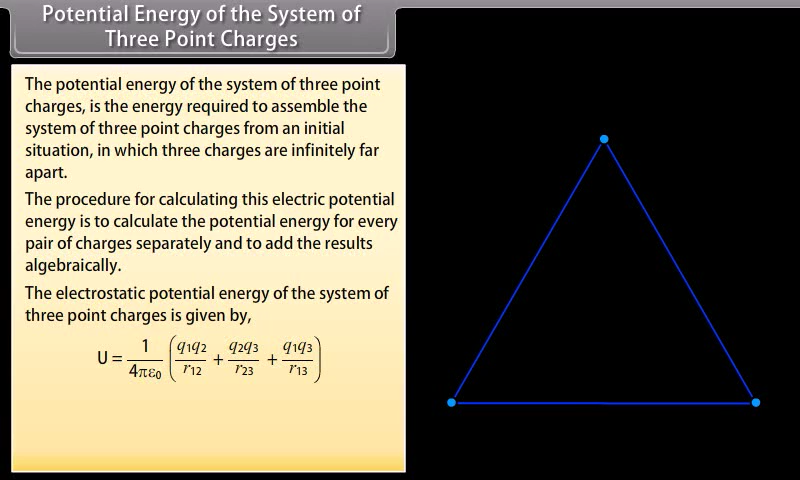 Potential Energy of the System of
Three Point Charges
The potential energy of the system of three point
charges, is the energy required to assemble the
system of three point charges from an initial
situation, in which three charges are infinitely far
apart.
The procedure for calculating this electric potential
energy is to calculate the potential energy for every
pair of charges separately and to add the results
algebraically.
The electrostatic potential energy of the system of
three point charges is given by,
U = 1/4πε₀ (q₁q₂/r₁₂ + q₂q₃/r₂₃ + q₁q₃/r₁₃)